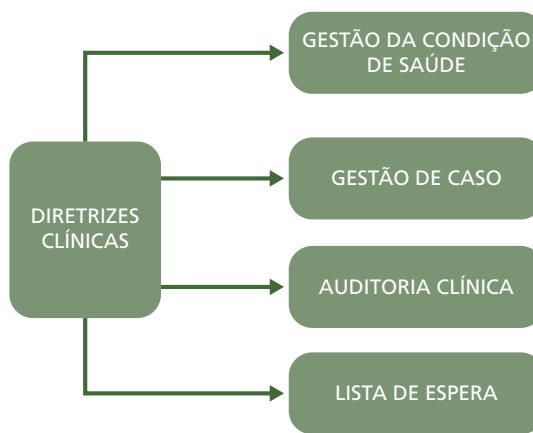 DIRETRIZES
CLÍNICAS
GESTÃO DA CONDIÇÃO
DE SAÚDE
GESTÃO DE CASO
AUDITORIA CLÍNICA
LISTA DE ESPERA